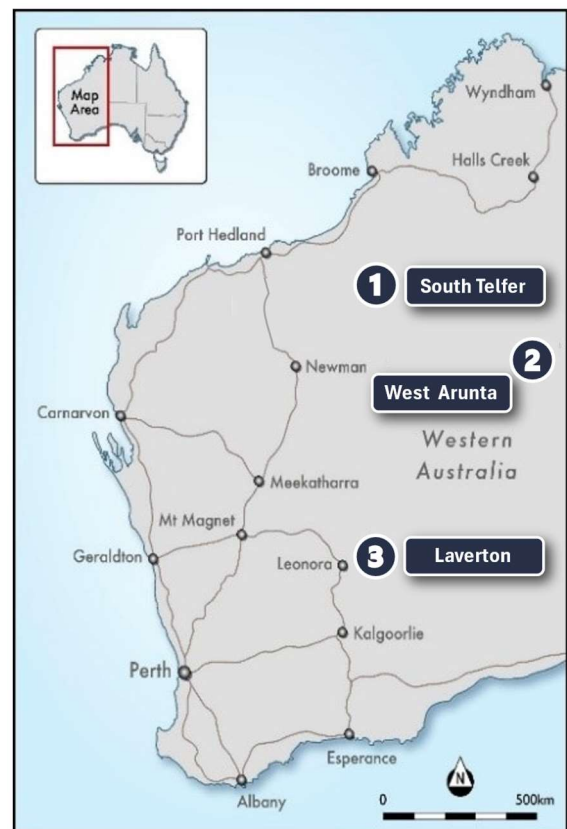 Map
Area
Wyndham
Halls Creek
Broome
Port Hedland
1 South Telfer
2
Newman
West Arunta
Carnarvon
Western
Australia
Meekatharra
Mt Magnet
Geraldton
Leonora
3 Laverton
Kalgoorlie
Perth
Esperance
Albany
N
0 500km